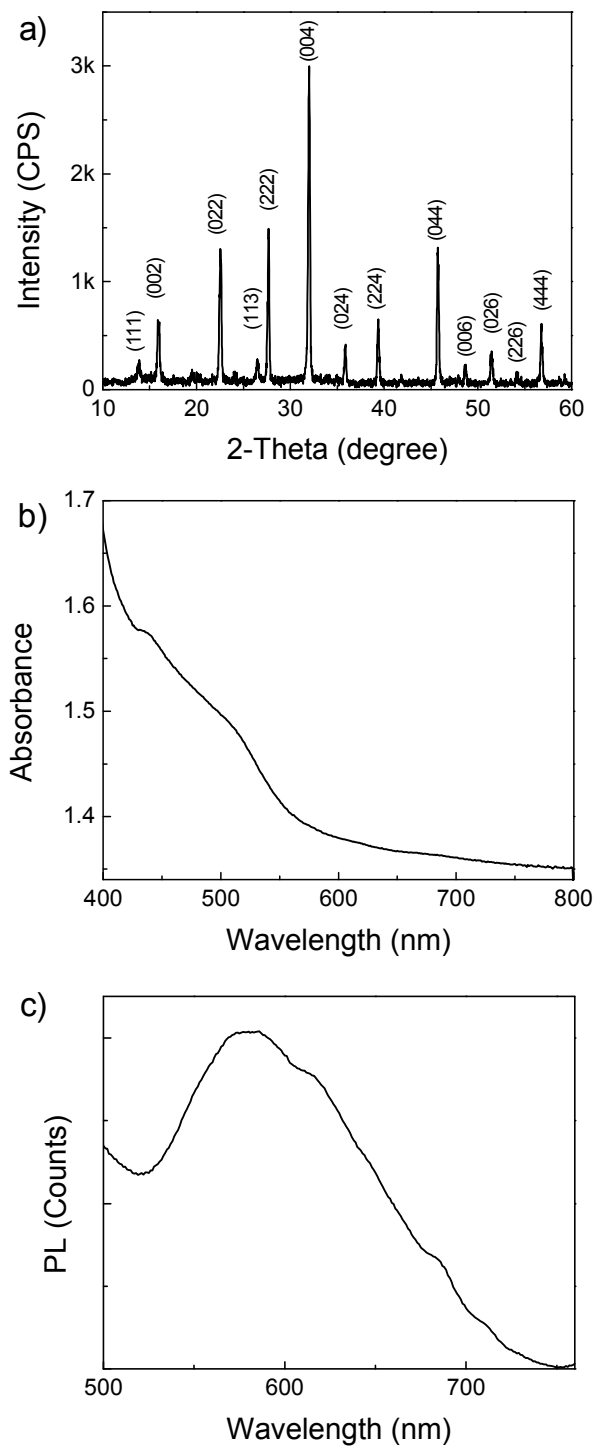 a)
Intensity (CPS)
3k
2k
1k
0
(111)
(002)
(022)
(113)
(222)
(004)
(024)
(224)
(044)
(006)
(026)
(226)
(444)
10 20 30 40 50 60
2-Theta (degree)
b)
Absorbance
1.7
1.6
1.5
1.4
400 500 600 700 800
Wavelength (nm)
c)
PL (Counts)
500 600 700
Wavelength (nm)